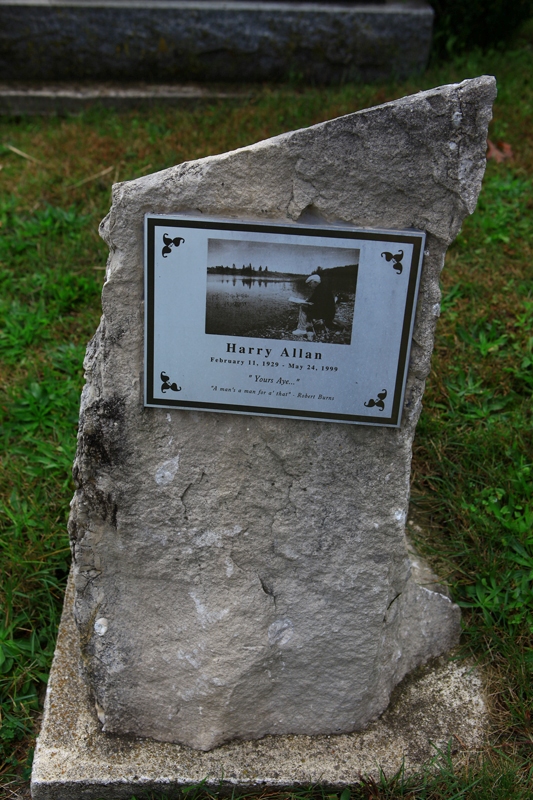 Harry Allan
February 11, 1929 - May 24, 1999
"Yours Aye..."
"A man's a man for a' that" - Robert Burns